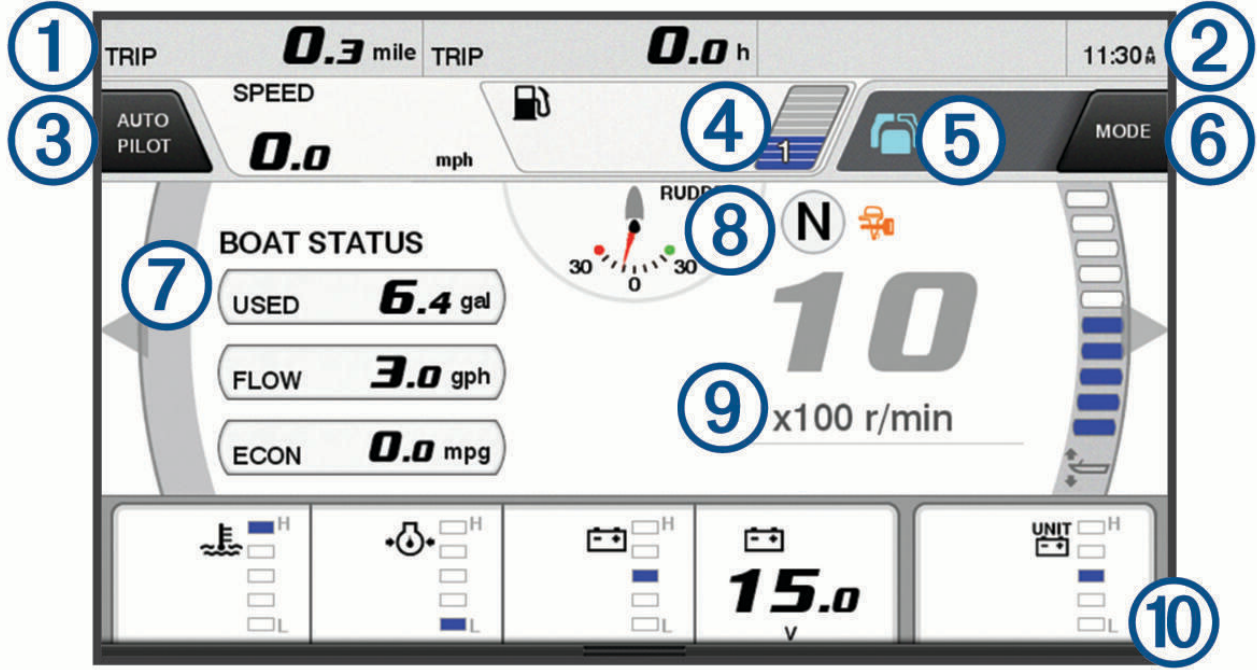 1 TRIP 0.3 mile TRIP 0.0 h 11:30 AM 2
3 AUTO PILOT SPEED 0.0 mph 4 1 5 MODE 6
RUDD 8 N
30 0 30
BOAT STATUS
7 USED 6.4 gal
10
FLOW 3.0 gph
9 x100 r/min
ECON 0.0 mpg
H H H UNIT H
15.0
L L L V L 10